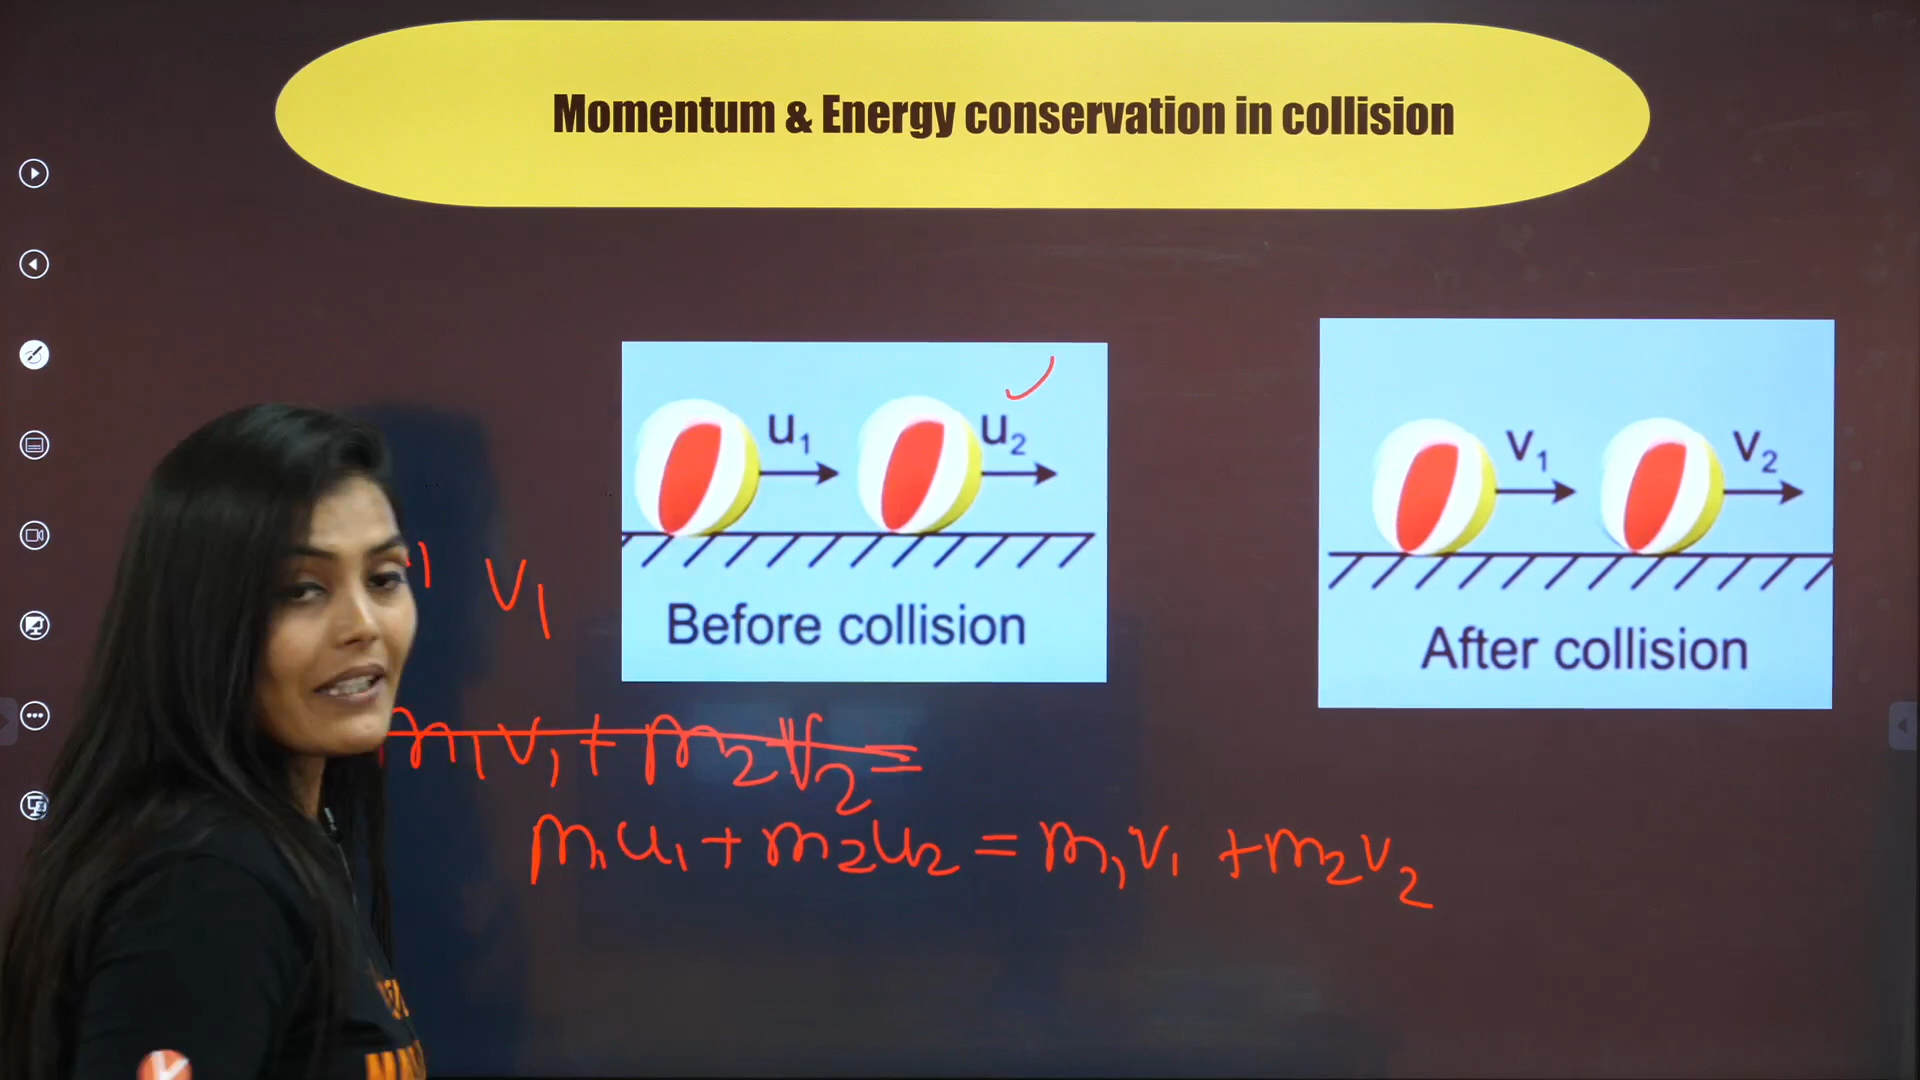 Momentum & Energy conservation in collision
u1 u2
Before collision
v1 v2
After collision
v1
m1v1 + m2v2 =
m1u1 + m2u2 = m1v1 + m2v2